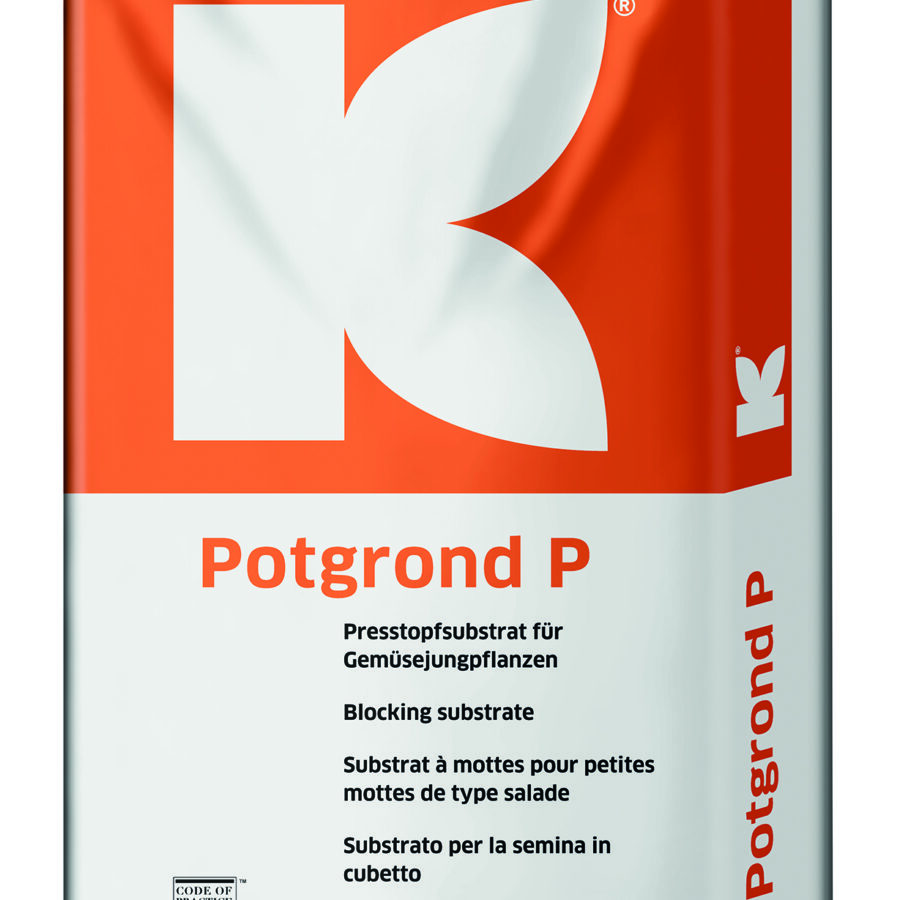 K®
K®
Potgrond P
Presstopfsubstrat für
Gemüsejungpflanzen
Blocking substrate
Substrat à mottes pour petites
mottes de type salade
Substrato per la semina in
cubetto
CODE OF
PRACTICE
™
Potgrond P